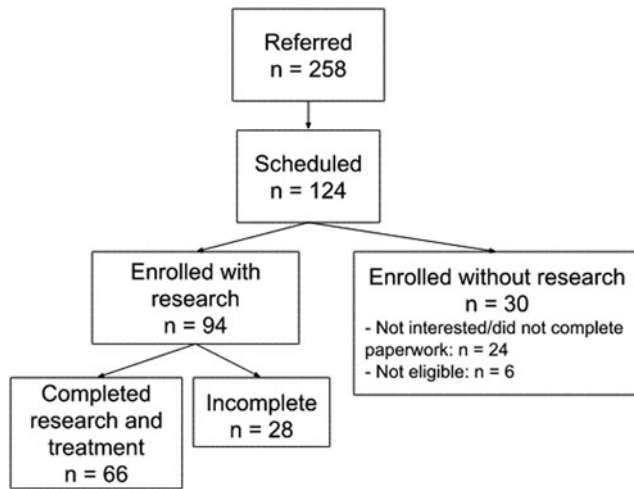 Referred
n = 258
Scheduled
n = 124
Enrolled with
research
n = 94
Enrolled without research
n = 30
- Not interested/did not complete
paperwork: n = 24
- Not eligible: n = 6
Completed
research and
treatment
n = 66
Incomplete
n = 28